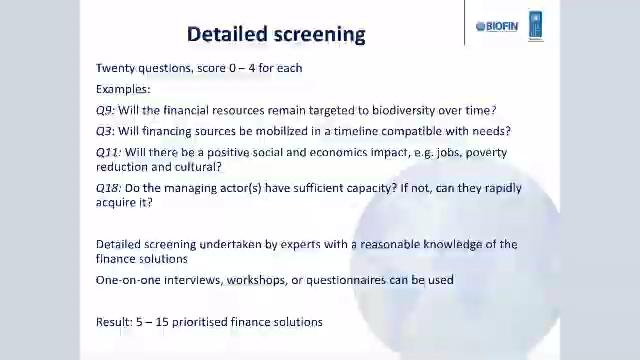 Detailed screening
BIOFIN
Twenty questions, score 0 – 4 for each
Examples:
Q9: Will the financial resources remain targeted to biodiversity over time?
Q3: Will financing sources be mobilized in a timeline compatible with needs?
Q11: Will there be a positive social and economics impact, e.g. jobs, poverty
reduction and cultural?
Q18: Do the managing actor(s) have sufficient capacity? If not, can they rapidly
acquire it?
Detailed screening undertaken by experts with a reasonable knowledge of the
finance solutions
One-on-one interviews, workshops, or questionnaires can be used
Result: 5 – 15 prioritised finance solutions